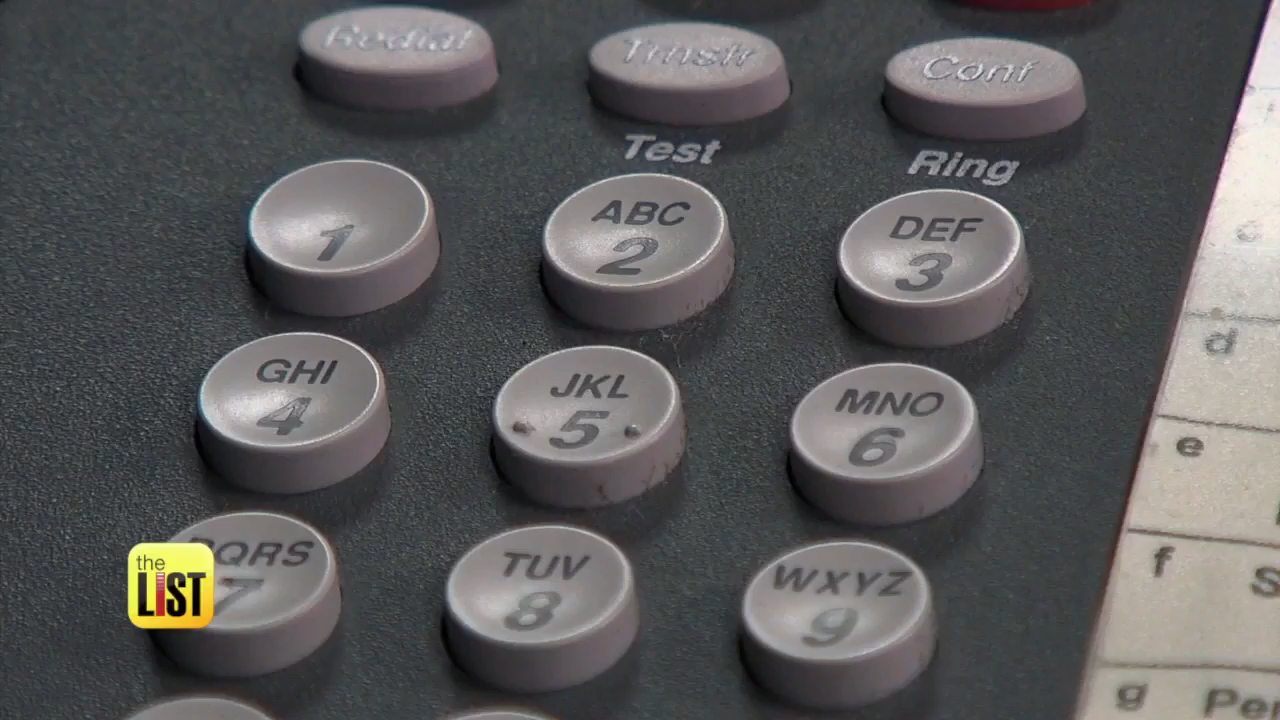 Redial Trnsfr Conf
Test Ring
1 ABC 2 DEF 3
GHI 4 JKL 5 MNO 6
PQRS 7 TUV 8 WXYZ 9
the
LIST
d
e
f
g